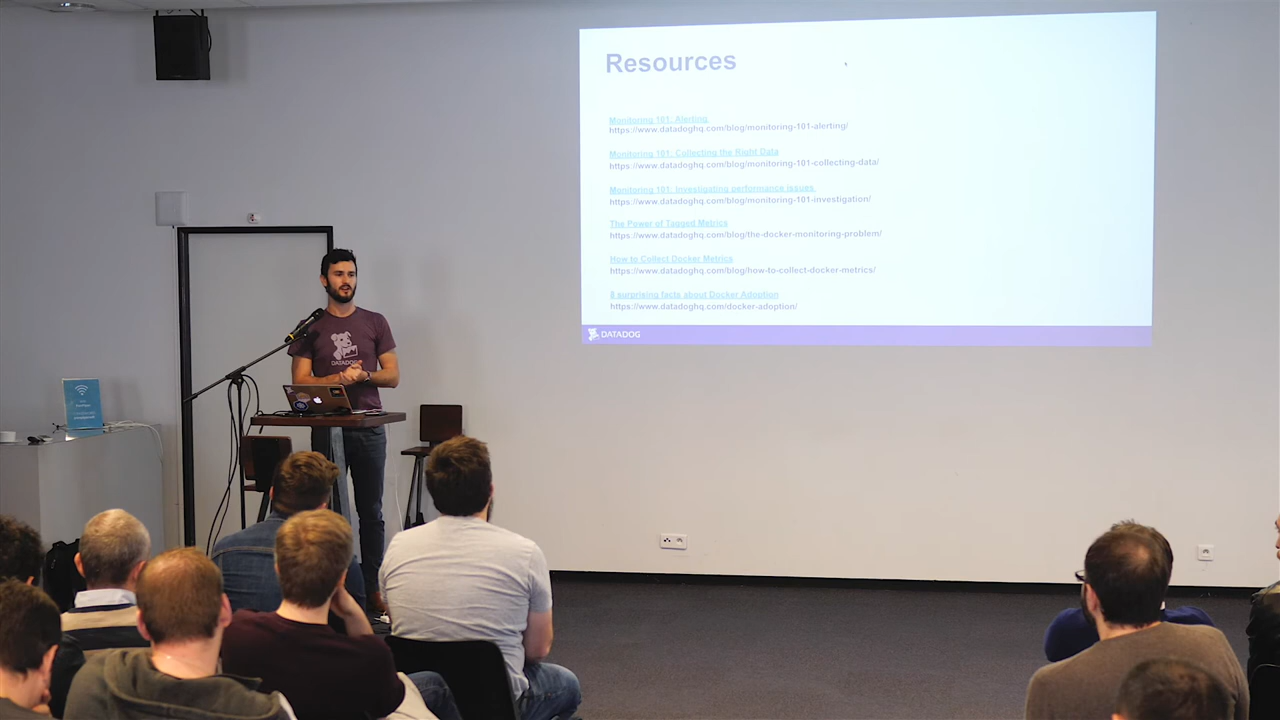 Resources
Monitoring 101: Alerting
https://www.datadoghq.com/blog/monitoring-101-alerting/
Monitoring 101: Collecting the Right Data
https://www.datadoghq.com/blog/monitoring-101-collecting-data/
Monitoring 101: Investigating performance issues
https://www.datadoghq.com/blog/monitoring-101-investigation/
The Power of Tagged Metrics
https://www.datadoghq.com/blog/the-docker-monitoring-problem/
How to Collect Docker Metrics
https://www.datadoghq.com/blog/how-to-collect-docker-metrics/
8 surprising facts about Docker Adoption
https://www.datadoghq.com/docker-adoption/
DATADOG
DATADOG